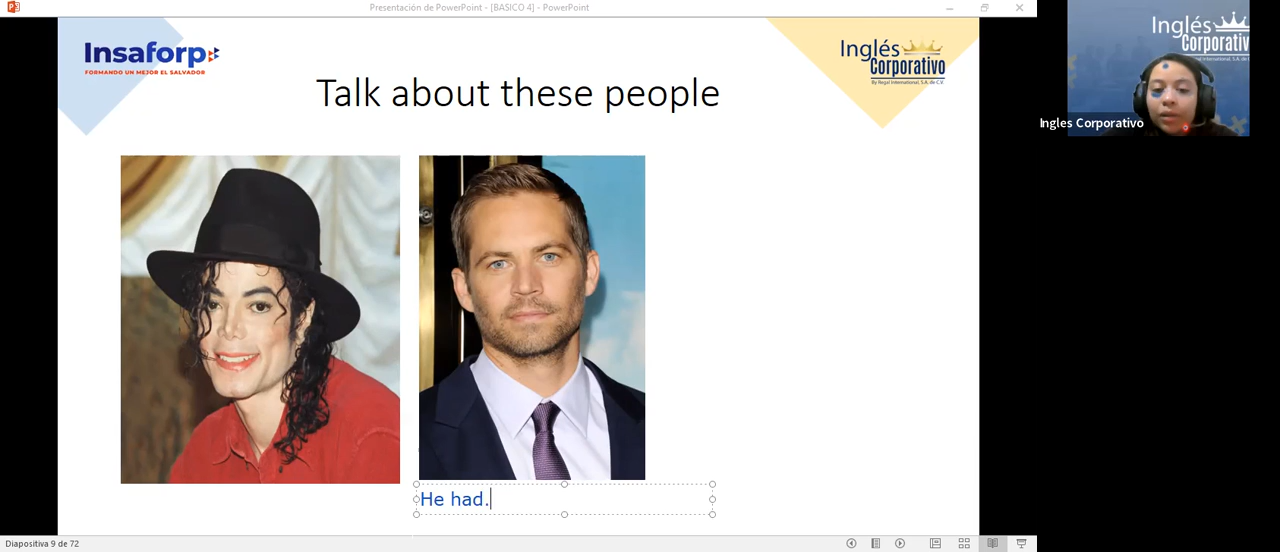 Presentación de PowerPoint - [BASICO 4] - PowerPoint
Insaforp
FORMANDO UN MEJOR EL SALVADOR
Inglés
Corporativo
By Regal International, S.A. de C.V.
Talk about these people
He had.
Inglés
Corporativ
Ingles Corporativo
Diapositiva 9 de 72